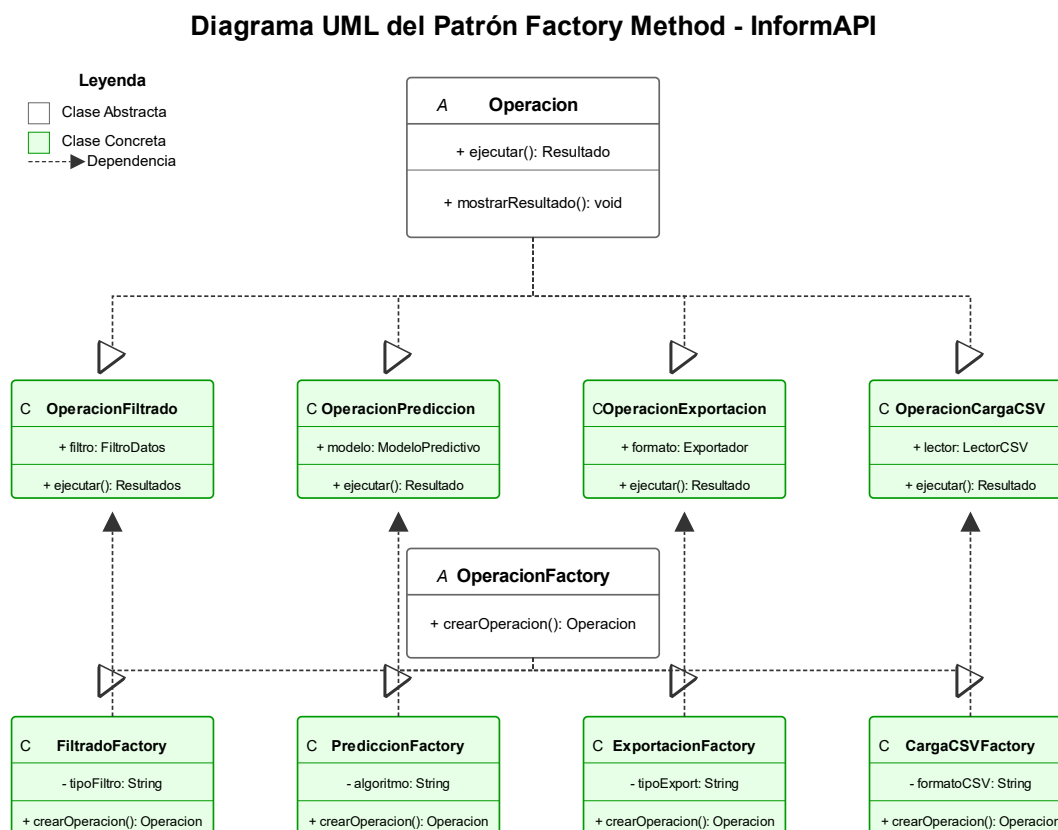 Diagrama UML del Patrón Factory Method - InformAPI
Leyenda
Clase Abstracta
Clase Concreta
Dependencia
A Operacion
+ ejecutar(): Resultado
+ mostrarResultado(): void
C OperacionFiltrado
+ filtro: FiltroDatos
+ ejecutar(): Resultados
C OperacionPrediccion
+ modelo: ModeloPredictivo
+ ejecutar(): Resultado
C OperacionExportacion
+ formato: Exportador
+ ejecutar(): Resultado
C OperacionCargaCSV
+ lector: LectorCSV
+ ejecutar(): Resultado
A OperacionFactory
+ crearOperacion(): Operacion
C FiltradoFactory
- tipoFiltro: String
+ crearOperacion(): Operacion
C PrediccionFactory
- algoritmo: String
+ crearOperacion(): Operacion
C ExportacionFactory
- tipoExport: String
+ crearOperacion(): Operacion
C CargaCSVFactory
- formatoCSV: String
+ crearOperacion(): Operacion